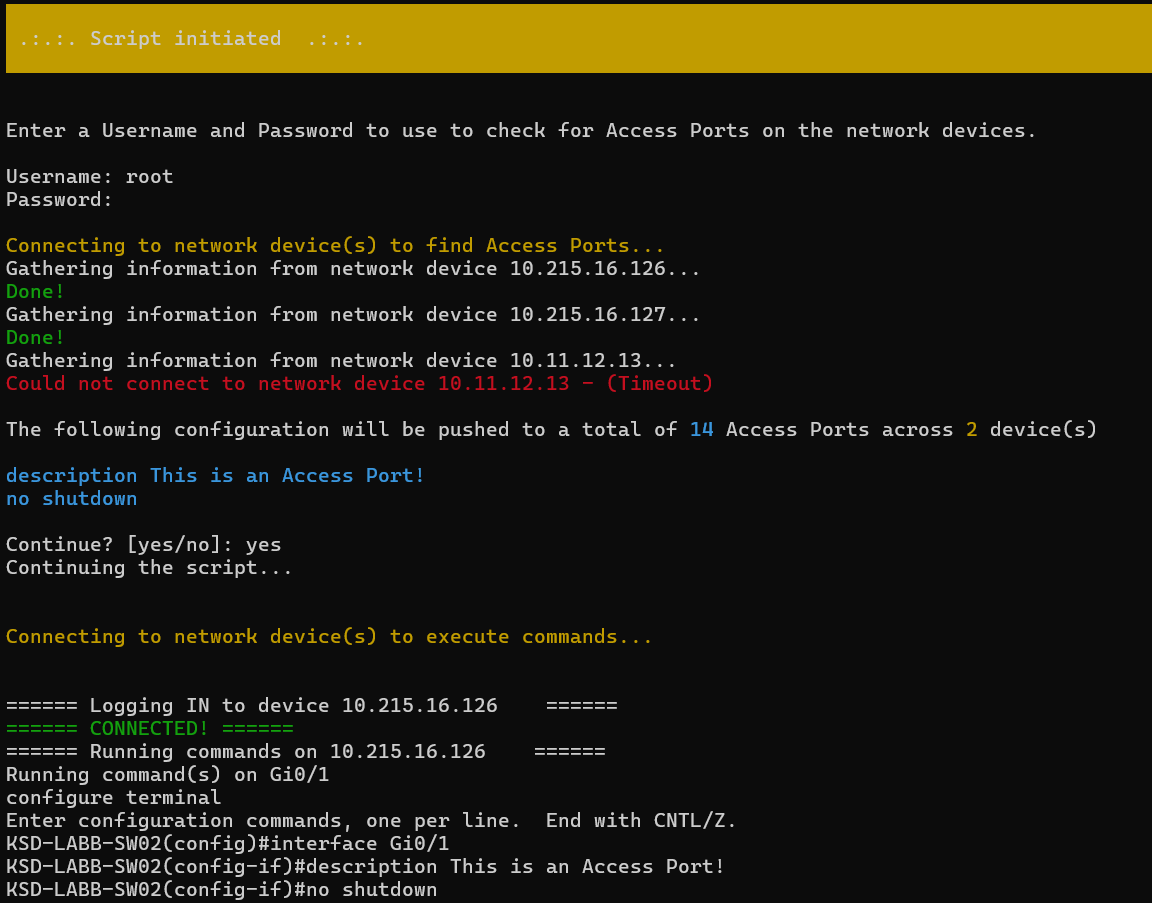 .:.:. Script initiated  .:.:.
Enter a Username and Password to use to check for Access Ports on the network devices.
Username: root
Password:
Connecting to network device(s) to find Access Ports...
Gathering information from network device 10.215.16.126...
Done!
Gathering information from network device 10.215.16.127...
Done!
Gathering information from network device 10.11.12.13...
Could not connect to network device 10.11.12.13 - (Timeout)
The following configuration will be pushed to a total of 14 Access Ports across 2 device(s)
description This is an Access Port!
no shutdown
Continue? [yes/no]: yes
Continuing the script...
Connecting to network device(s) to execute commands...
====== Logging IN to device 10.215.16.126    ======
====== CONNECTED! ======
====== Running commands on 10.215.16.126    ======
Running command(s) on Gi0/1
configure terminal
Enter configuration commands, one per line.  End with CNTL/Z.
KSD-LABB-SW02(config)#interface Gi0/1
KSD-LABB-SW02(config-if)#description This is an Access Port!
KSD-LABB-SW02(config-if)#no shutdown